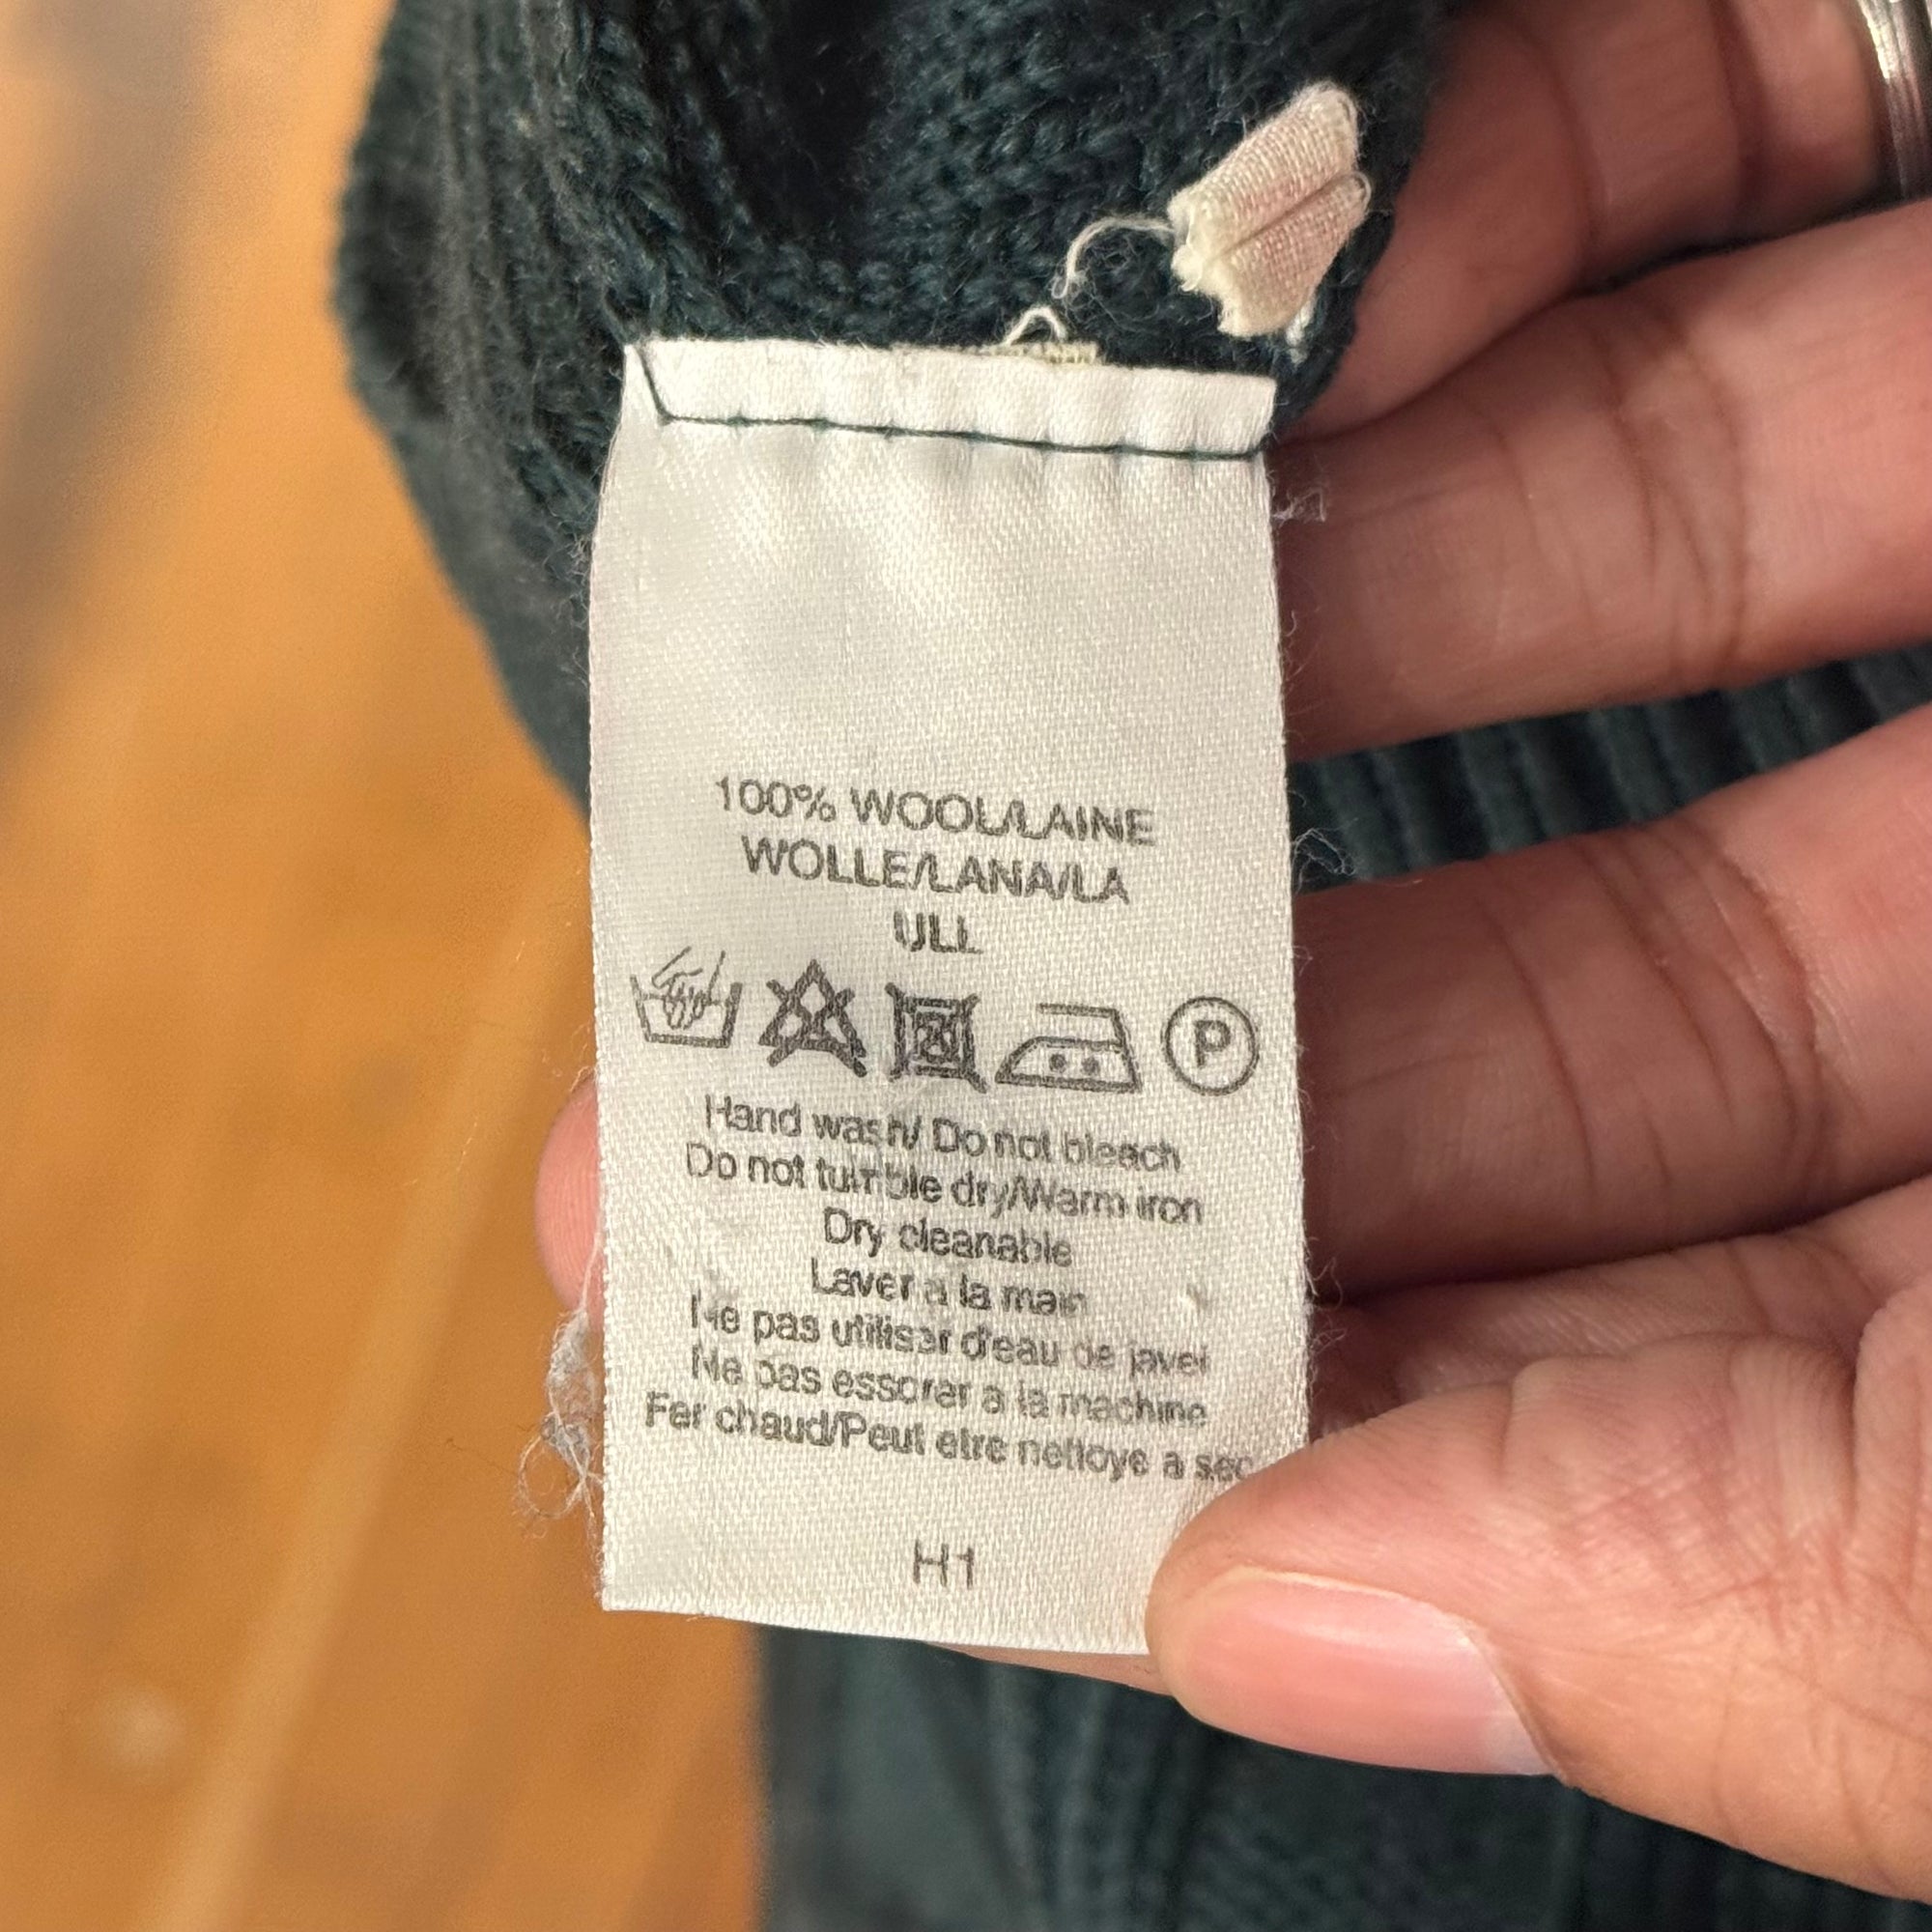 100% WOOL/LAINE
WOLLE/LANA/LA
ULL
P
Hand wash/ Do not bleach
Do not tumble dry/Warm iron
Dry cleanable
Laver a la main
Ne pas utiliser d'eau de javel
Ne pas essorer a la machine
Fer chaud/Peut etre nettoye a sec
H1